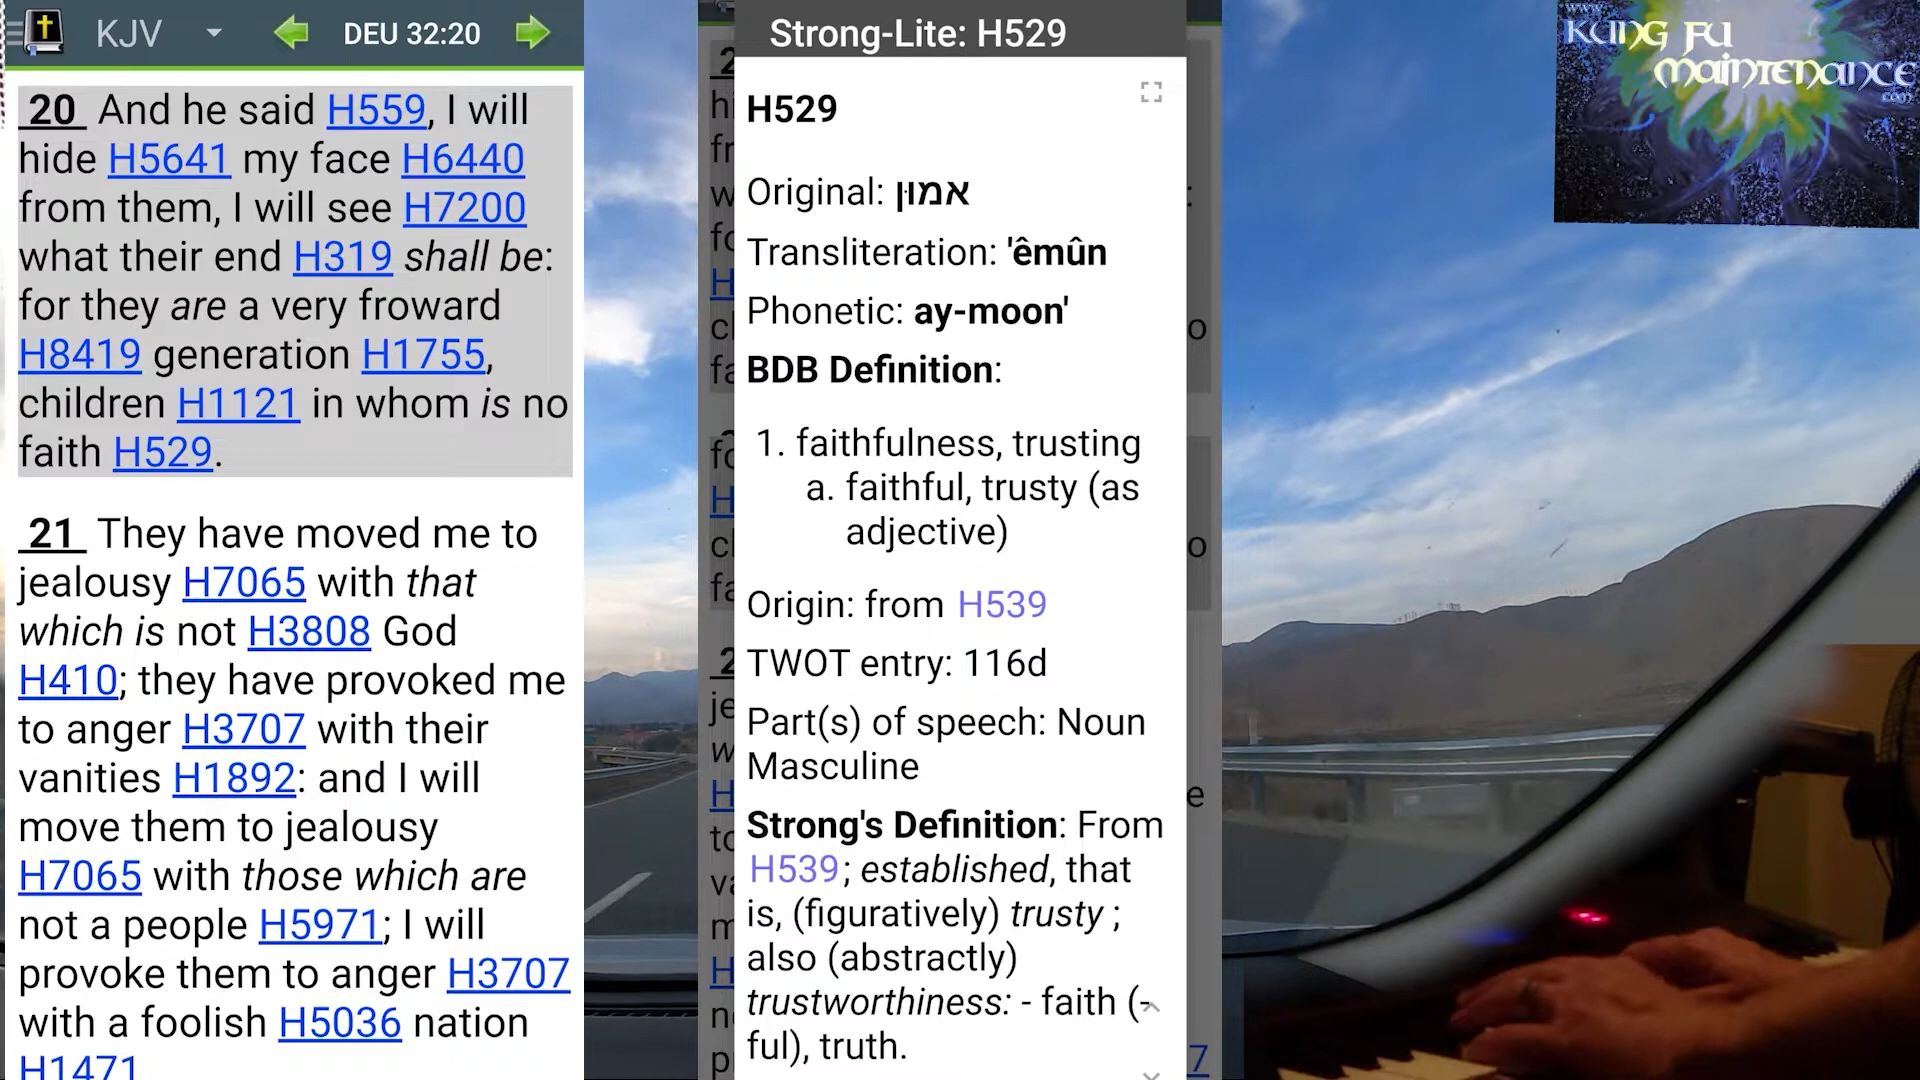 KJV
DEU 32:20
20 And he said H559, I will
hide H5641 my face H6440
from them, I will see H7200
what their end H319 shall be:
for they are a very froward
H8419 generation H1755,
children H1121 in whom is no
faith H529.
21 They have moved me to
jealousy H7065 with that
which is not H3808 God
H410; they have provoked me
to anger H3707 with their
vanities H1892: and I will
move them to jealousy
H7065 with those which are
not a people H5971; I will
provoke them to anger H3707
with a foolish H5036 nation
H1471
Strong-Lite: H529
H529
Original: אמוּן
Transliteration: 'êmûn
Phonetic: ay-moon'
BDB Definition:
1. faithfulness, trusting
a. faithful, trusty (as
adjective)
Origin: from H539
TWOT entry: 116d
Part(s) of speech: Noun
Masculine
Strong's Definition: From
H539; established, that
is, (figuratively) trusty ;
also (abstractly)
trustworthiness: - faith (-
ful), truth.
www.
Kung Fu
Maintenance
.com